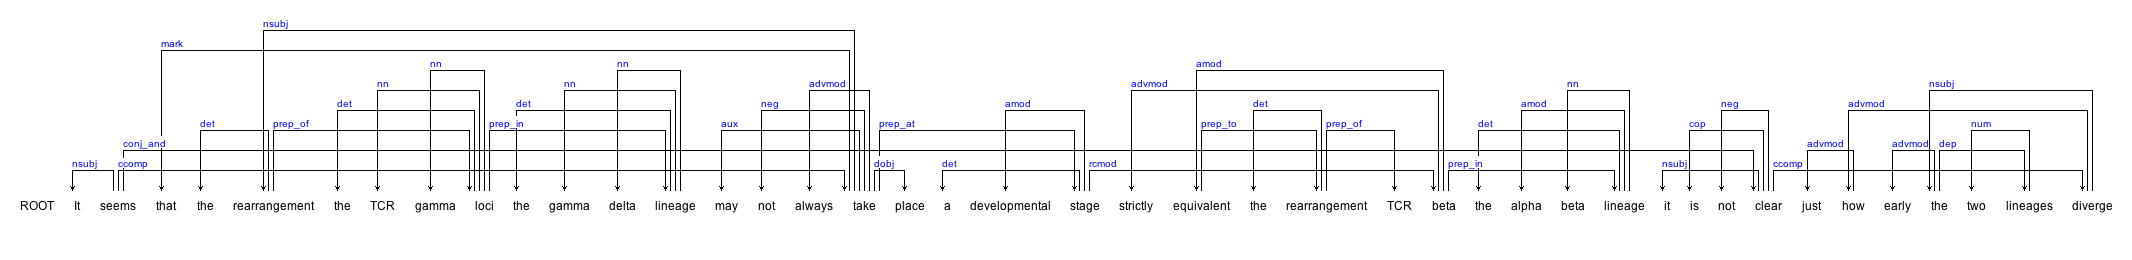 nsubj
mark
nn nn amod
nn nn advmod advmod nn nsubj
det det neg amod det amod neg advmod
det prep_of prep_in aux prep_at prep_to prep_of det cop num
conj_and advmod advmod dep
nsubj ccomp dobj det rcmod prep_in nsubj ccomp
ROOT It seems that the rearrangement the TCR gamma loci the gamma delta lineage may not always take place a developmental stage strictly equivalent the rearrangement TCR beta the alpha beta lineage it is not clear just how early the two lineages diverge